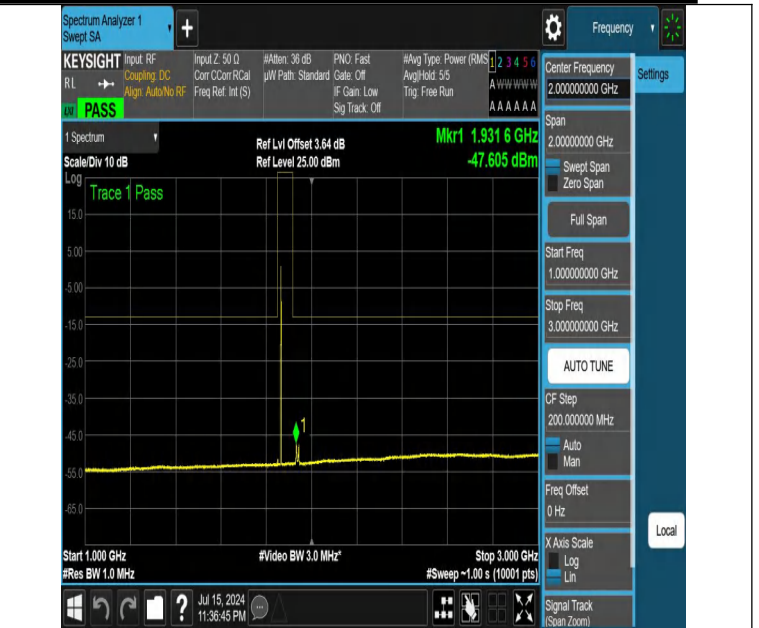 Spectrum Analyzer 1
Swept SA
+
Frequency
KEYSIGHT
Input: RF
Input Z: 50 Ω
#Atten: 36 dB
PNO: Fast
#Avg Type: Power (RMS
1 2 3 4 5 6
RL
Coupling: DC
Corr CCorr RCal
µW Path: Standard
Gate: Off
Avg|Hold: 5/5
A W W W W W
Align: Auto/No RF
Freq Ref: Int (S)
IF Gain: Low
Trig: Free Run
Sig Track: Off
A A A A A A
PASS
1 Spectrum
Ref Lvl Offset 3.64 dB
Mkr1 1.931 6 GHz
Scale/Div 10 dB
Ref Level 25.00 dBm
-47.605 dBm
Log
Trace 1 Pass
15.0
5.00
-5.00
-15.0
-25.0
-35.0
1
-45.0
-55.0
-65.0
Start 1.000 GHz
#Video BW 3.0 MHz*
Stop 3.000 GHz
#Res BW 1.0 MHz
#Sweep ~1.00 s (10001 pts)
?
Jul 15, 2024
11:36:45 PM
Center Frequency
2.000000000 GHz
Settings
Span
2.00000000 GHz
Swept Span
Zero Span
Full Span
Start Freq
1.000000000 GHz
Stop Freq
3.000000000 GHz
AUTO TUNE
CF Step
200.000000 MHz
Auto
Man
Freq Offset
0 Hz
X Axis Scale
Log
Lin
Local
Signal Track
(Span Zoom)